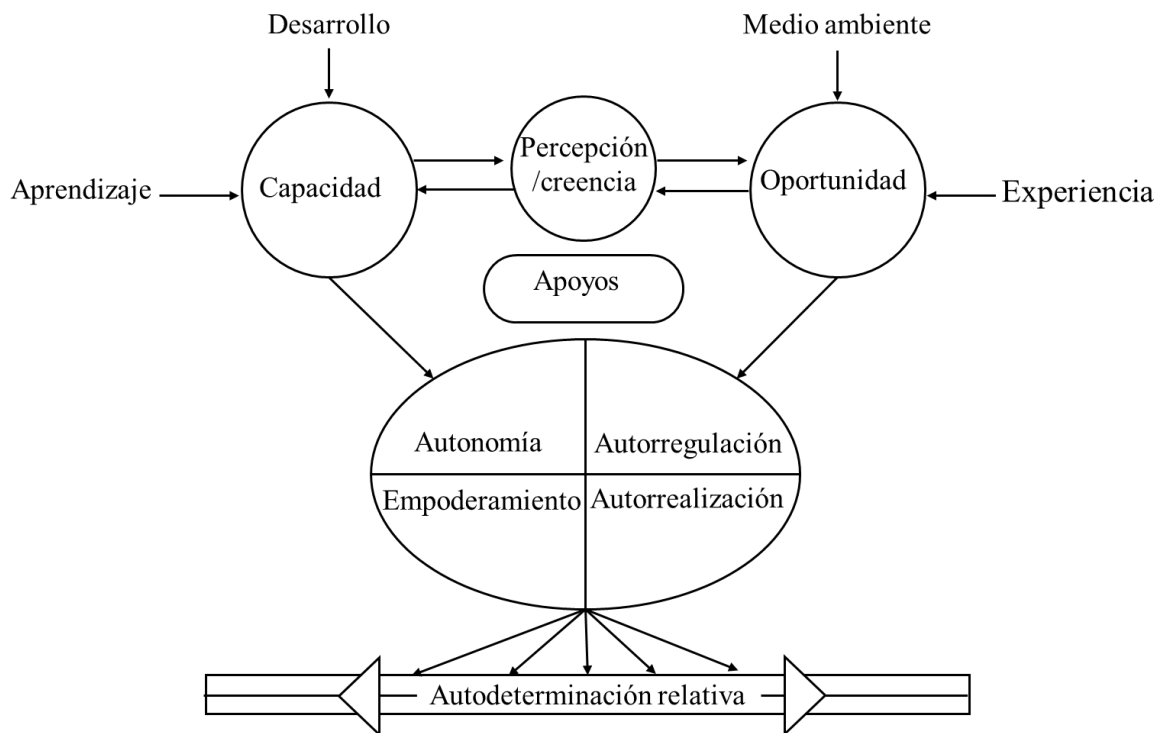 Desarrollo
Medio ambiente
Aprendizaje
Capacidad
Percepción
/creencia
Oportunidad
Experiencia
Apoyos
Autonomía
Autorregulación
Empoderamiento
Autorrealización
Autodeterminación relativa